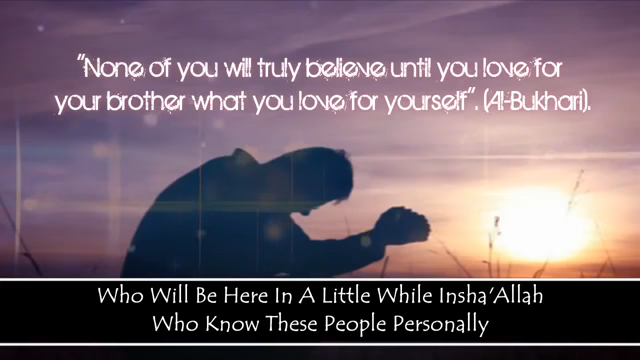 "None of you will truly believe until you love for
your brother what you love for yourself". (Al-Bukhari).
Who Will Be Here In A Little While Insha'Allah
Who Know These People Personally